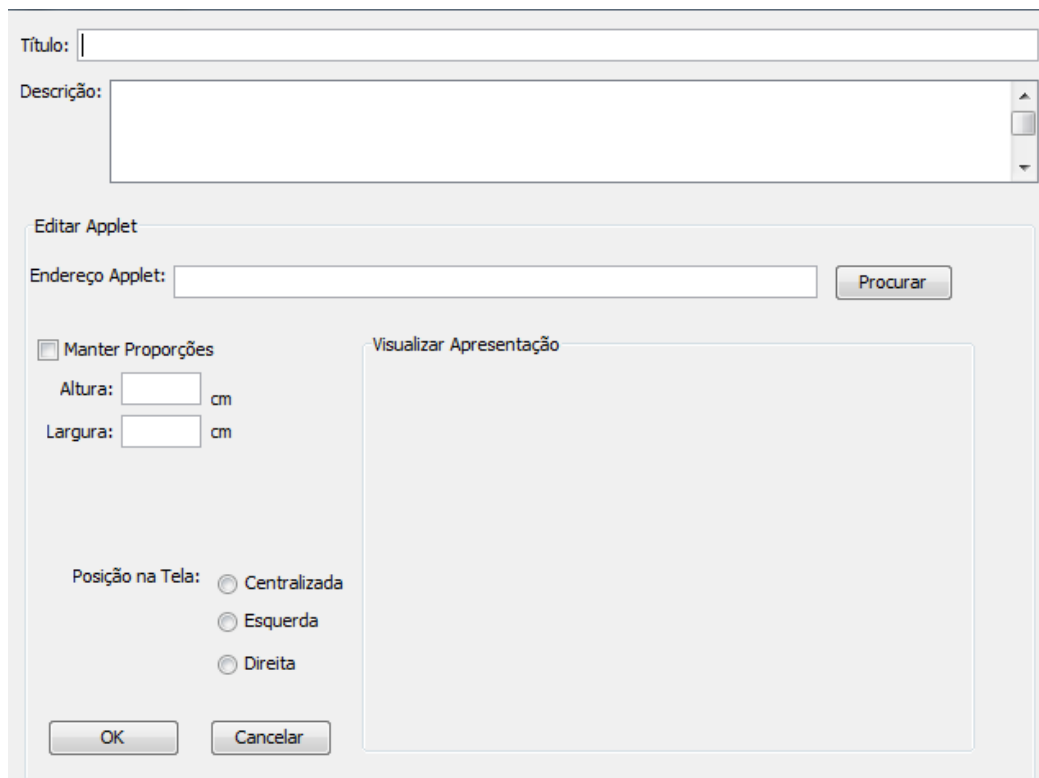 Título:
Descrição:
Editar Applet
Endereço Applet: Procurar
Manter Proporções
Visualizar Apresentação
Altura: cm
Largura: cm
Posição na Tela: Centralizada
Esquerda
Direita
OK Cancelar